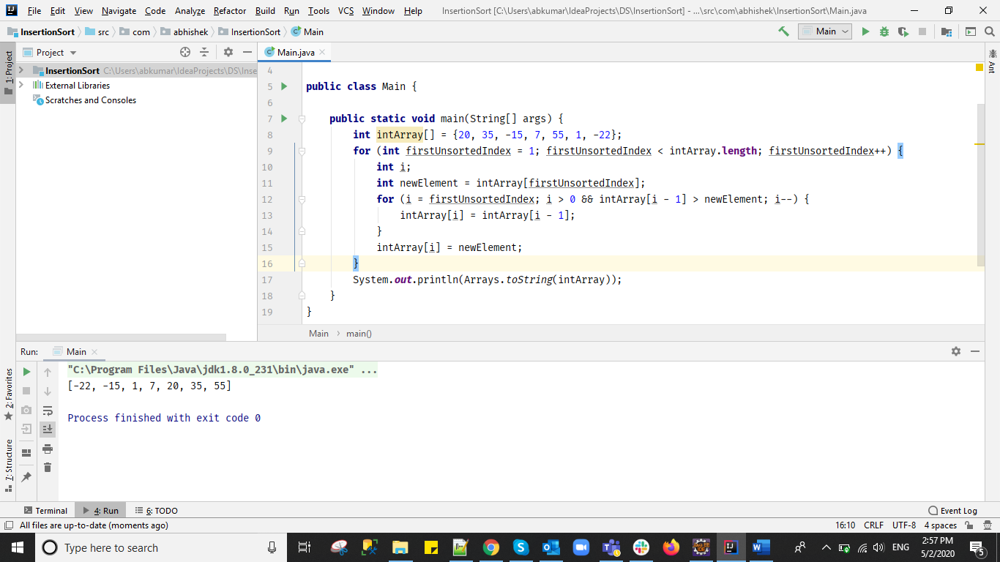 File Edit View Navigate Code Analyze Refactor Build Run Tools VCS Window Help InsertionSort [C:\Users\abkumar\IdeaProjects\DS\InsertionSort] - ...\src\com\abhishek\InsertionSort\Main.java
InsertionSort src com abhishek InsertionSort Main Main
Project Main.java
1: Project
InsertionSort C:\Users\abkumar\IdeaProjects\DS\Inse
External Libraries
Scratches and Consoles
Ant
4
5 public class Main {
6
7 public static void main(String[] args) {
8 int intArray[] = {20, 35, -15, 7, 55, 1, -22};
9 for (int firstUnsortedIndex = 1; firstUnsortedIndex < intArray.length; firstUnsortedIndex++) {
10 int i;
11 int newElement = intArray[firstUnsortedIndex];
12 for (i = firstUnsortedIndex; i > 0 && intArray[i - 1] > newElement; i--) {
13 intArray[i] = intArray[i - 1];
14 }
15 intArray[i] = newElement;
16 }
17 System.out.println(Arrays.toString(intArray));
18 }
19 }
Main main()
Run: Main
"C:\Program Files\Java\jdk1.8.0_231\bin\java.exe" ...
[-22, -15, 1, 7, 20, 35, 55]
Process finished with exit code 0
2: Favorites
7: Structure
Terminal 4: Run 6: TODO Event Log
All files are up-to-date (moments ago) 16:10 CRLF UTF-8 4 spaces
Type here to search ENG 2:57 PM
5/2/2020 5